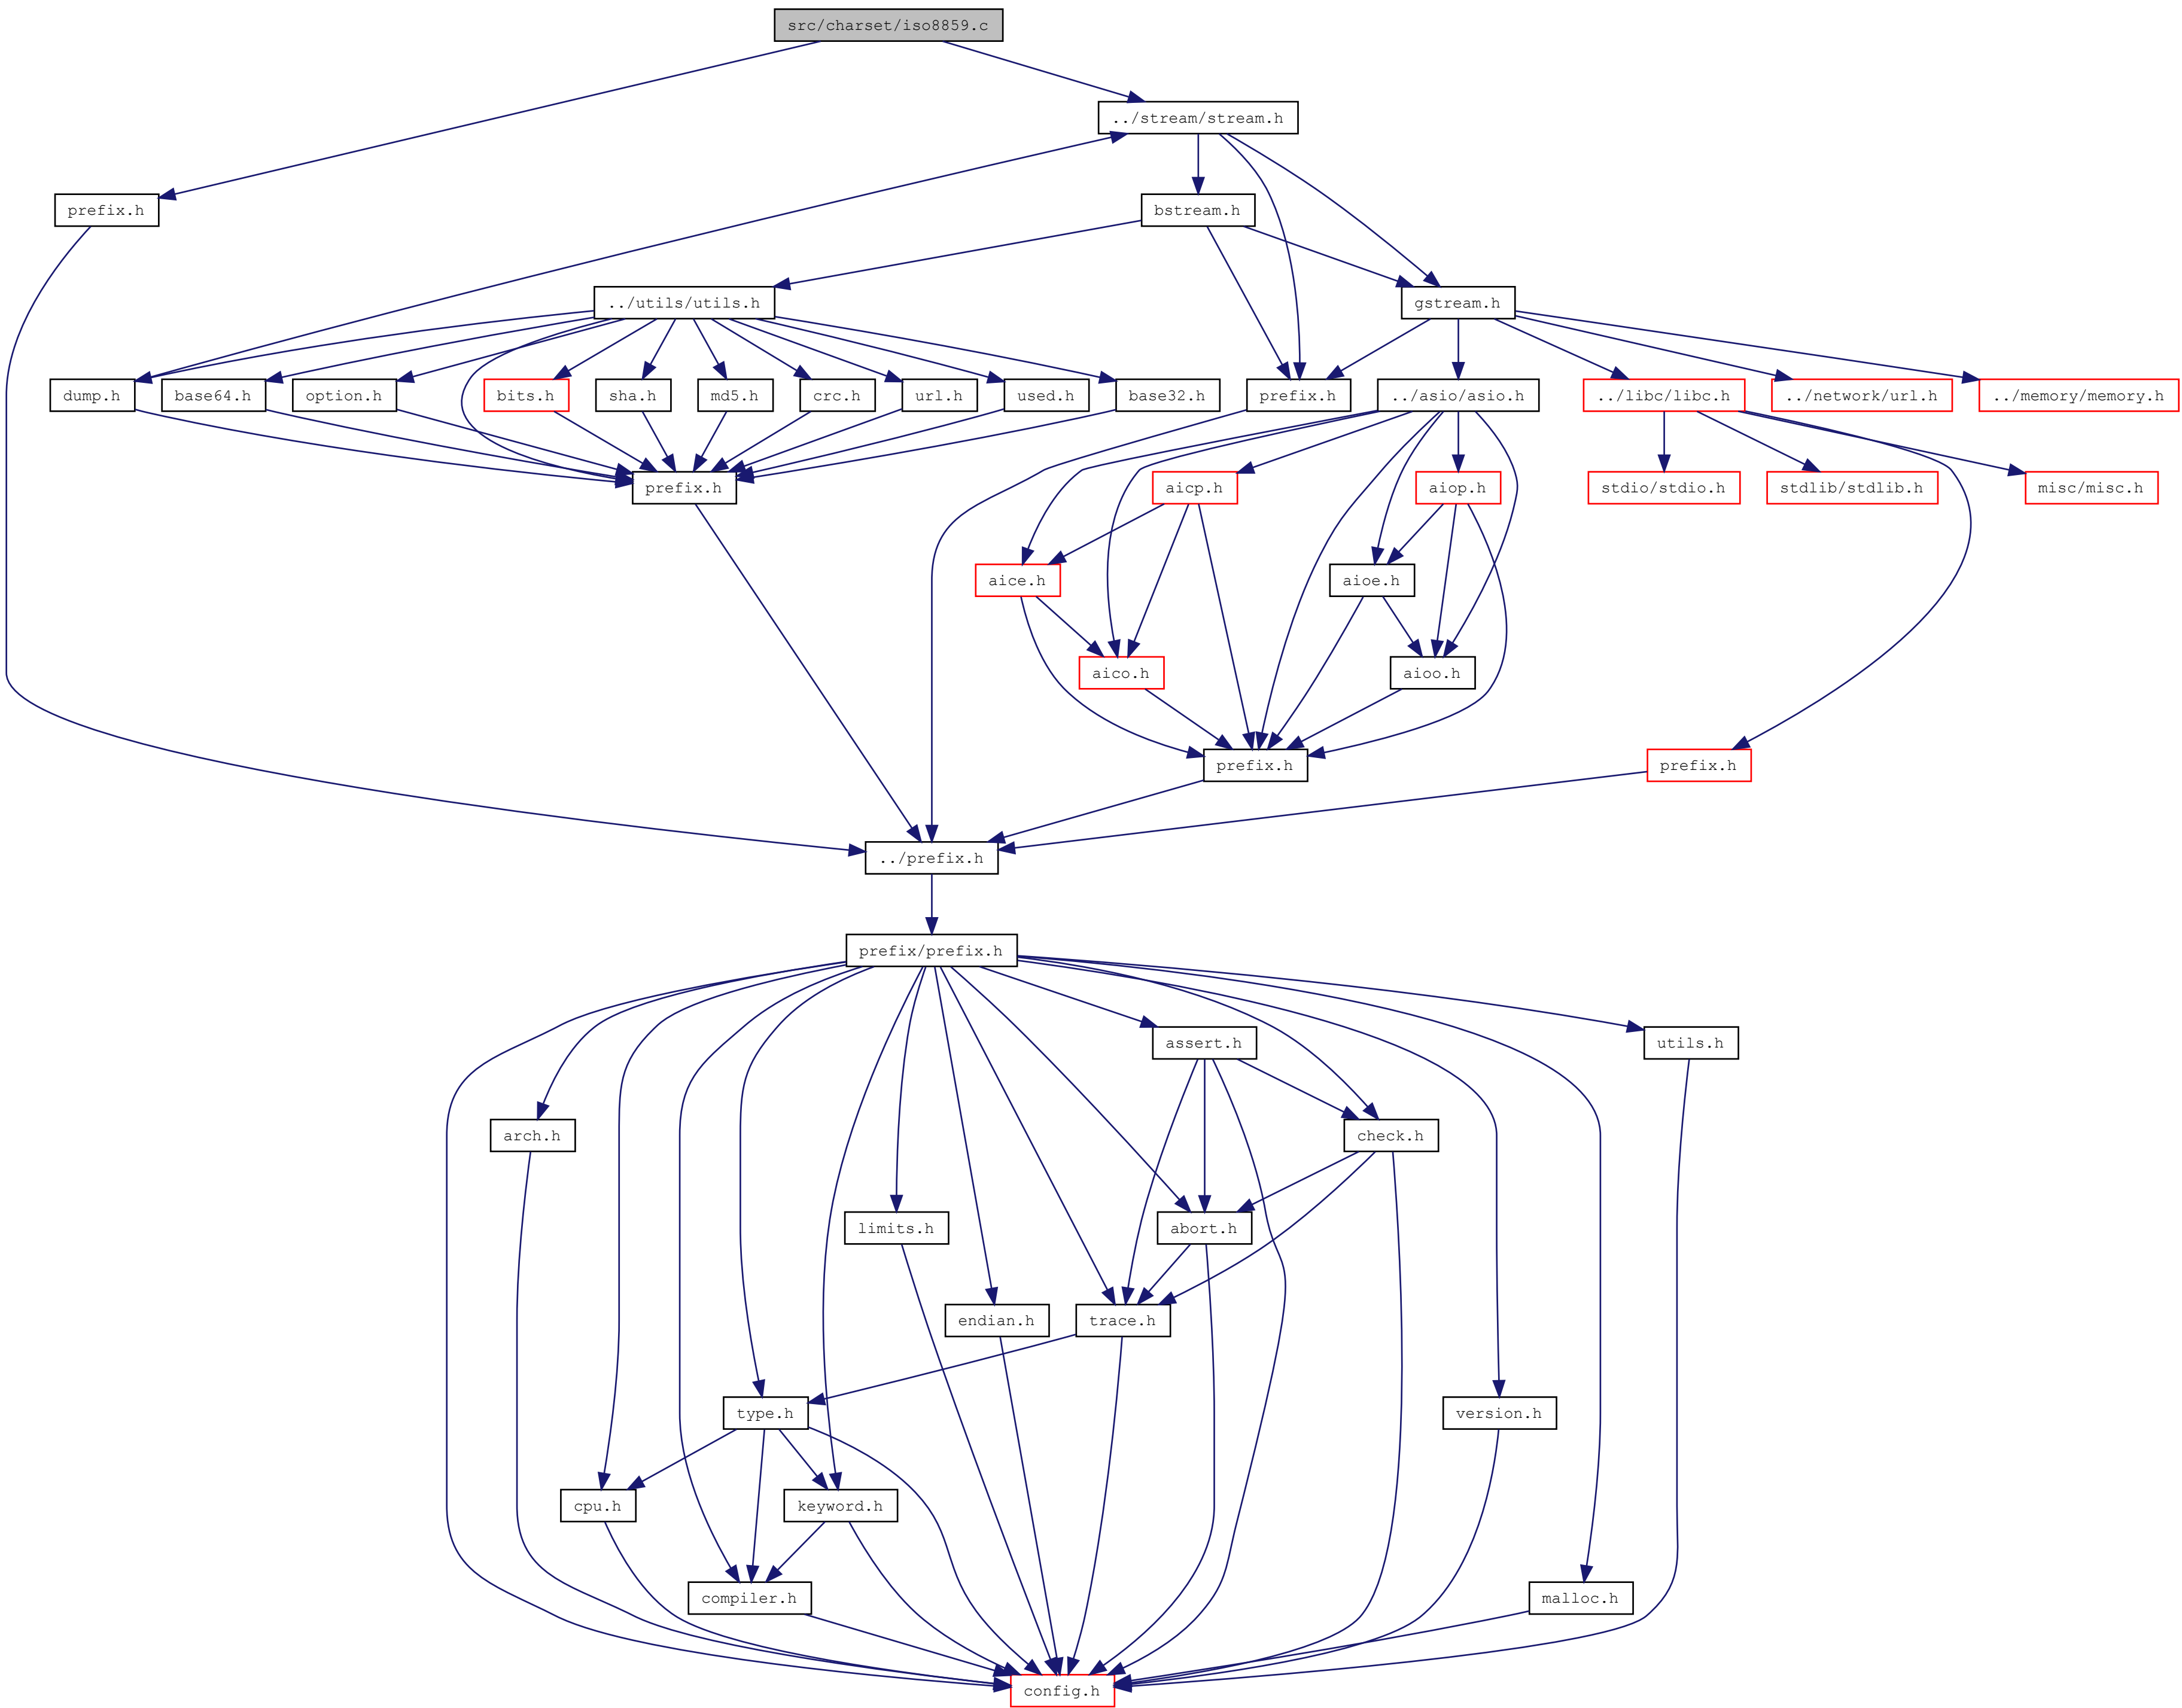 src/charset/iso8859.c
../stream/stream.h
prefix.h
bstream.h
../utils/utils.h
gstream.h
dump.h
base64.h
option.h
bits.h
sha.h
md5.h
crc.h
url.h
used.h
base32.h
prefix.h
../asio/asio.h
../libc/libc.h
../network/url.h
../memory/memory.h
prefix.h
aicp.h
aiop.h
stdio/stdio.h
stdlib/stdlib.h
misc/misc.h
aice.h
aioe.h
aico.h
aioo.h
prefix.h
prefix.h
../prefix.h
prefix/prefix.h
assert.h
utils.h
arch.h
check.h
limits.h
abort.h
endian.h
trace.h
type.h
version.h
cpu.h
keyword.h
compiler.h
malloc.h
config.h